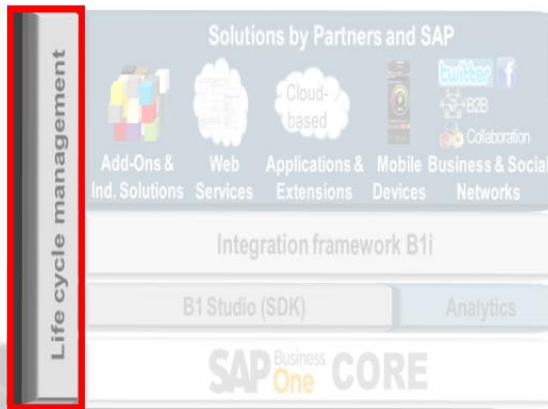 Life cycle management
Solutions by Partners and SAP
Cloud-
based
twitter f
B2B
Collaboration
Add-Ons & Web Applications & Mobile Business & Social
Ind. Solutions Services Extensions Devices Networks
Integration framework B1i
B1 Studio (SDK) Analytics
SAP Business One CORE